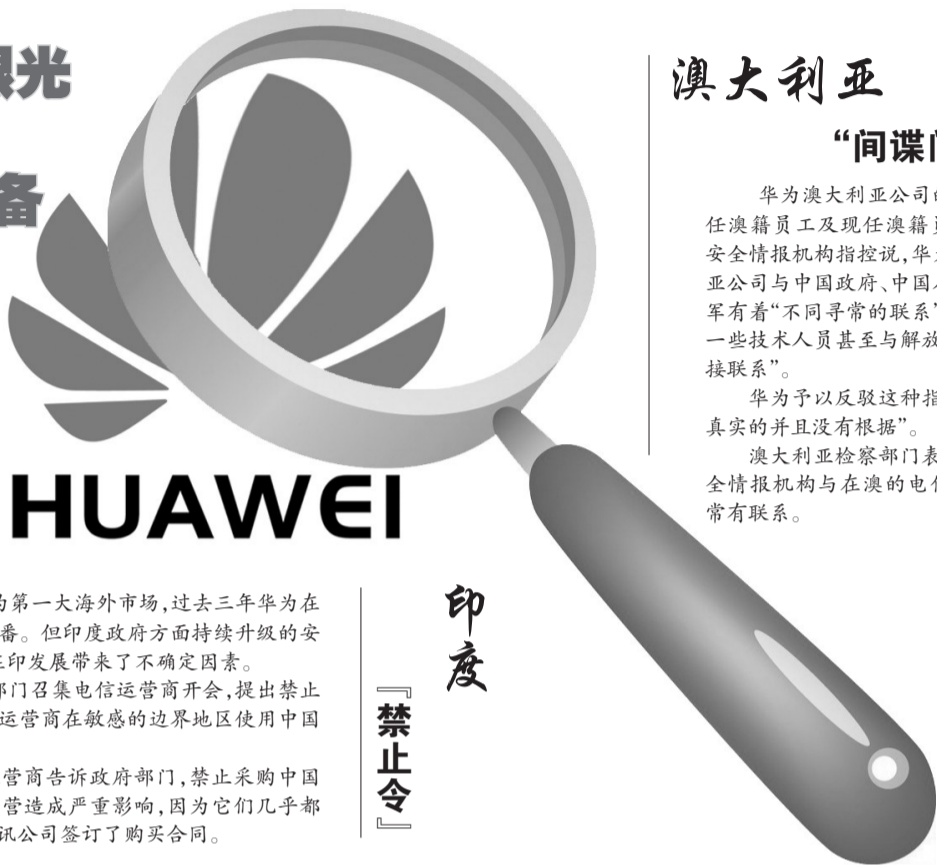 眼光
备
HUAWEI
澳大利亚
“间谍门
华为澳大利亚公司的
任澳籍员工及现任澳籍员
安全情报机构指控说,华为
亚公司与中国政府、中国人
军有着“不同寻常的联系”
一些技术人员甚至与解放
接联系”。
华为予以反驳这种指
真实的并且没有根据”。
澳大利亚检察部门表
全情报机构与在澳的电信
常有联系。
为第一大海外市场,过去三年华为在
番。但印度政府方面持续升级的安
在印发展带来了不确定因素。
部门召集电信运营商开会,提出禁止
运营商在敏感的边界地区使用中国
营商告诉政府部门,禁止采购中国
营造成严重影响,因为它们几乎都
讯公司签订了购买合同。
印度
『禁止令』